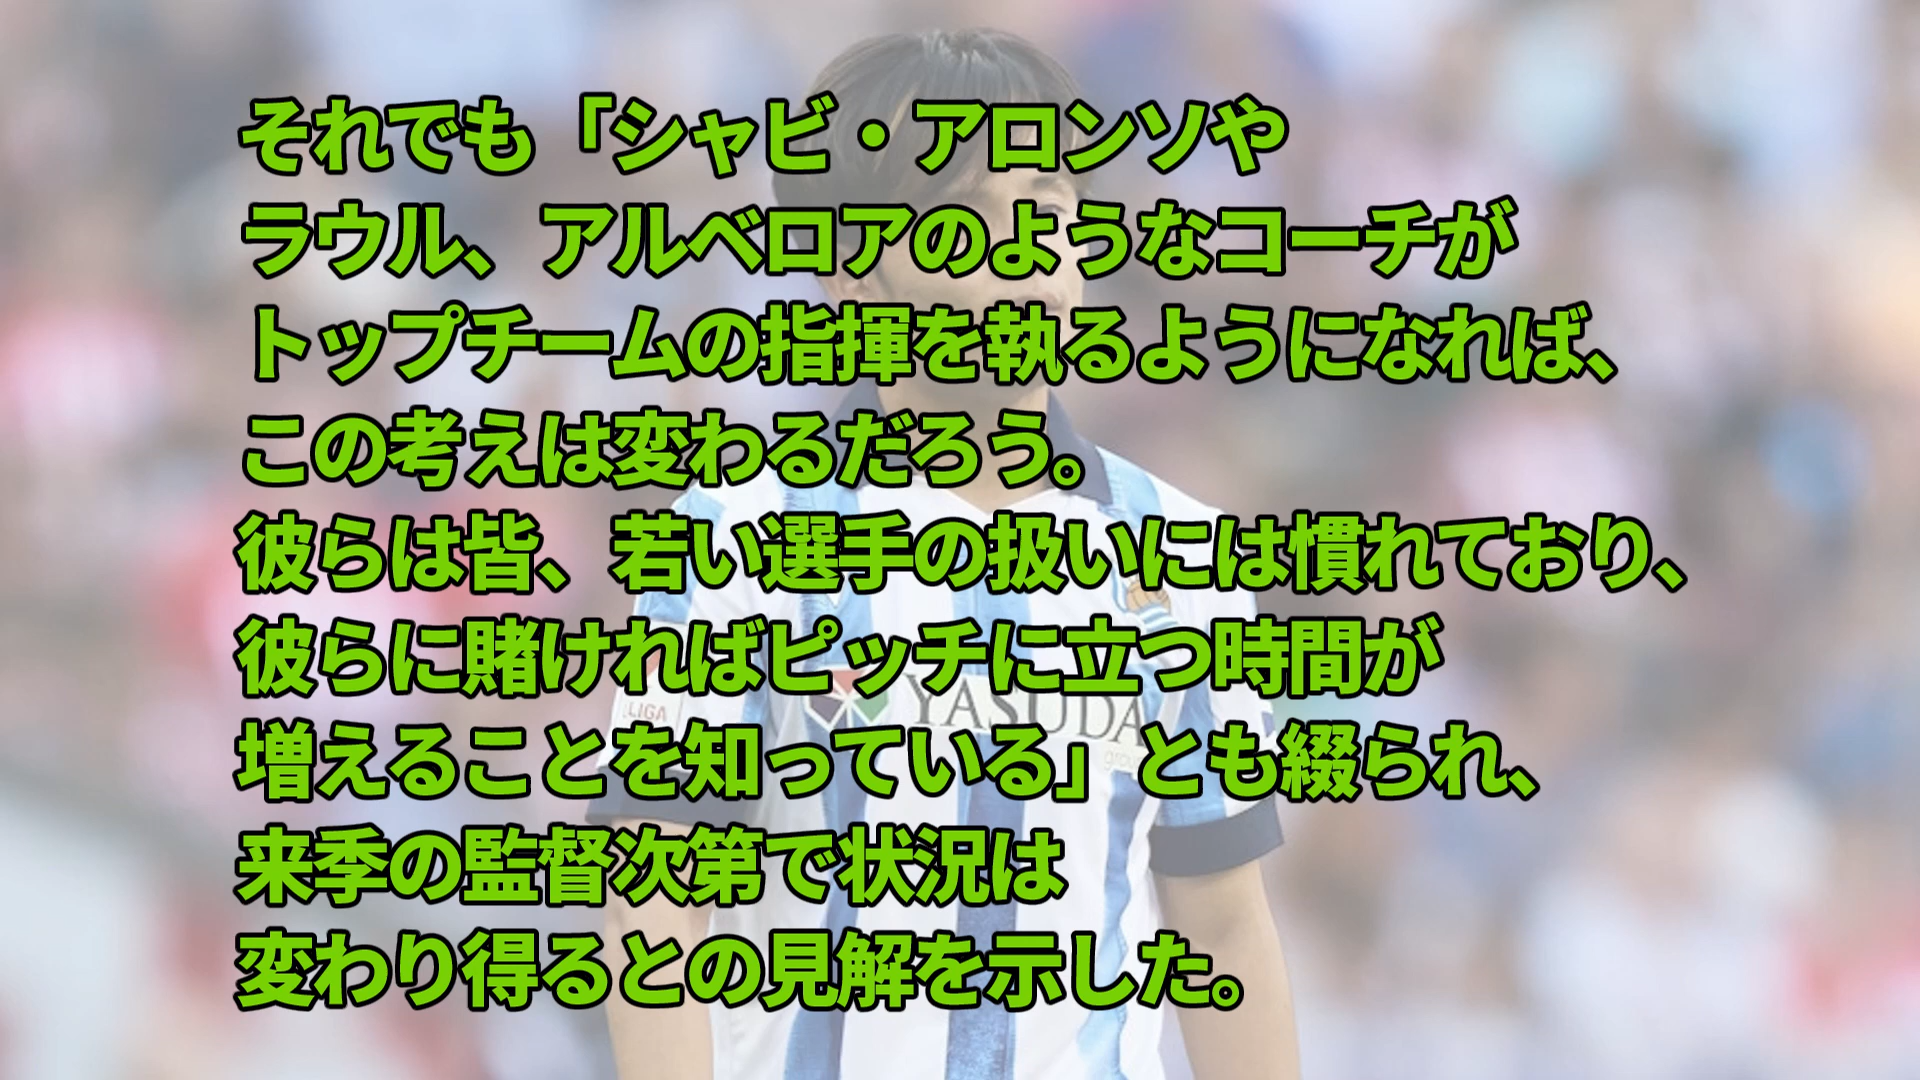 それでも「シャビ・アロンソや
ラウル、アルベロアのようなコーチが
トップチームの指揮を執るようになれば、
この考えは変わるだろう。
彼らは皆、若い選手の扱いには慣れており、
彼らに賭ければピッチに立つ時間が
増えることを知っている」とも綴られ、
来季の監督次第で状況は
変わり得るとの見解を示した。
YASUDA
group
LIGA